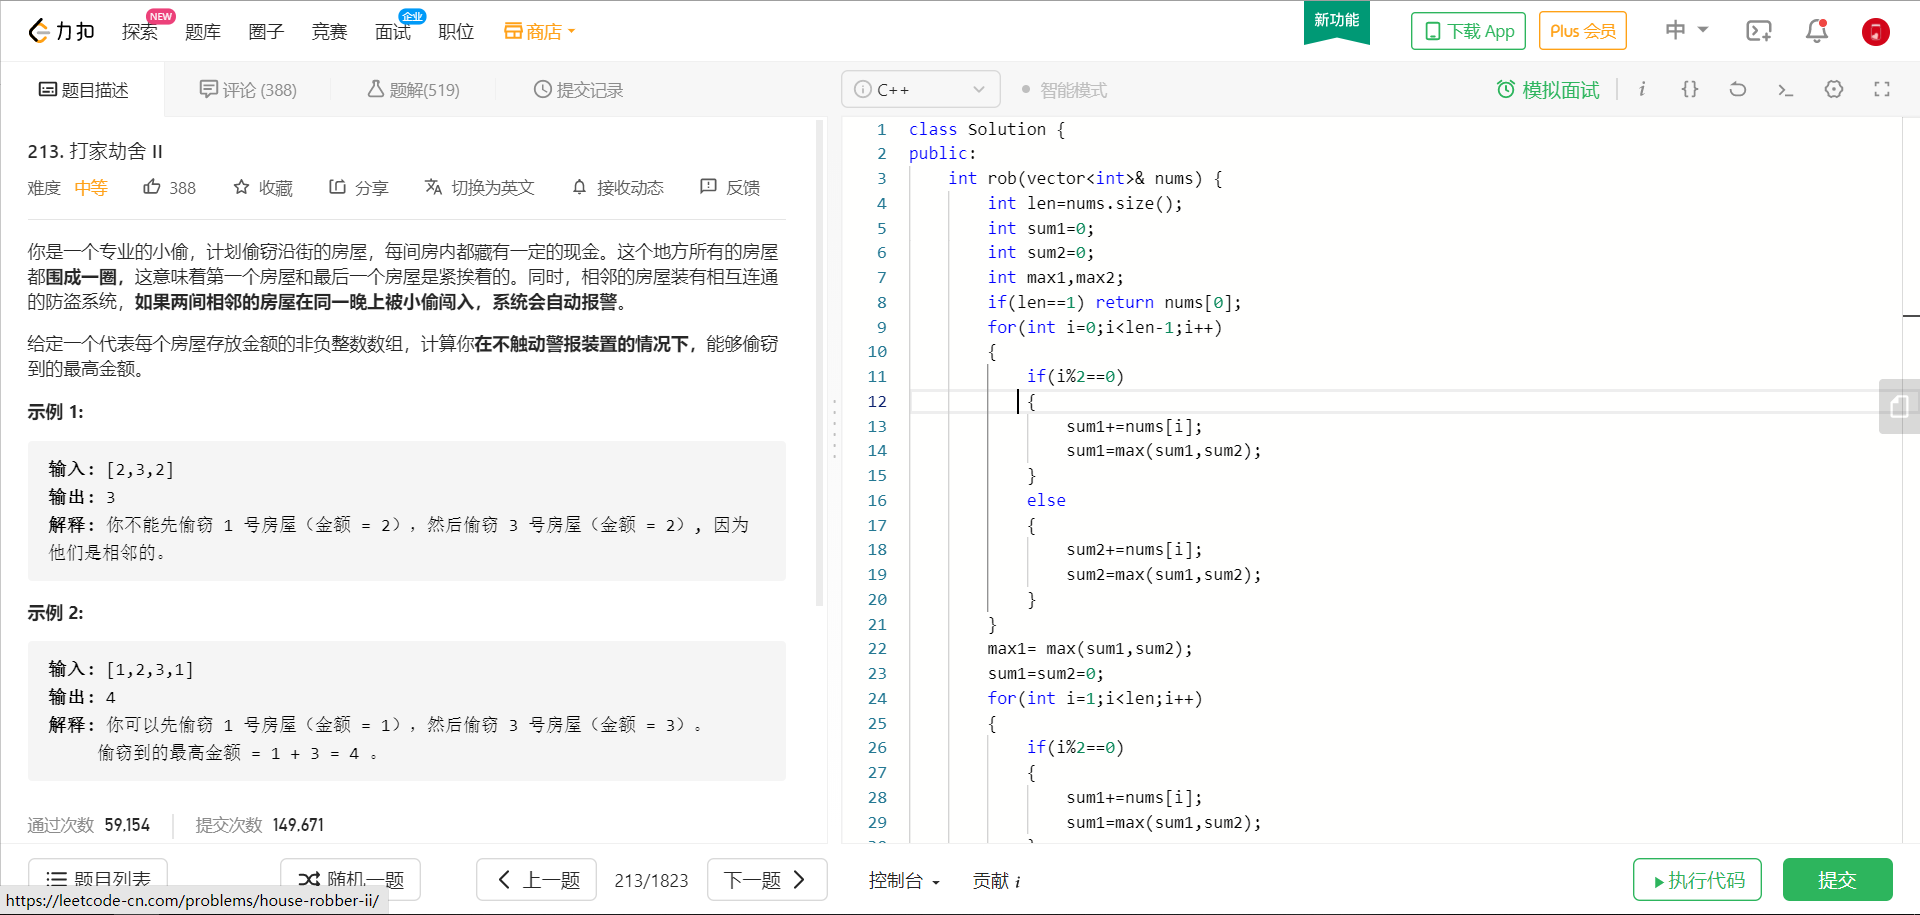 力扣
探索
NEW
题库
圈子
竞赛
面试
企业
职位
商店
新功能
下载 App
Plus 会员
中
题目描述
评论 (388)
题解(519)
提交记录
C++
智能模式
模拟面试
i
{}
213. 打家劫舍 II
难度 中等 388 收藏 分享 切换为英文 接收动态 反馈
你是一个专业的小偷，计划偷窃沿街的房屋，每间房内都藏有一定的现金。这个地方所有的房屋
都围成一圈，这意味着第一个房屋和最后一个房屋是紧挨着的。同时，相邻的房屋装有相互连通
的防盗系统，如果两间相邻的房屋在同一晚上被小偷闯入，系统会自动报警。
给定一个代表每个房屋存放金额的非负整数数组，计算你在不触动警报装置的情况下，能够偷窃
到的最高金额。
示例 1:
输入: [2,3,2]
输出: 3
解释: 你不能先偷窃 1 号房屋（金额 = 2），然后偷窃 3 号房屋（金额 = 2）, 因为
他们是相邻的。
示例 2:
输入: [1,2,3,1]
输出: 4
解释: 你可以先偷窃 1 号房屋（金额 = 1），然后偷窃 3 号房屋（金额 = 3）。
偷窃到的最高金额 = 1 + 3 = 4 。
通过次数 59,154 提交次数 149,671
题目列表
随机一题
上一题
213/1823
下一题
https://leetcode-cn.com/problems/house-robber-ii/
1 class Solution {
2 public:
3 int rob(vector<int>& nums) {
4 int len=nums.size();
5 int sum1=0;
6 int sum2=0;
7 int max1,max2;
8 if(len==1) return nums[0];
9 for(int i=0;i<len-1;i++)
10 {
11 if(i%2==0)
12 {
13 sum1+=nums[i];
14 sum1=max(sum1,sum2);
15 }
16 else
17 {
18 sum2+=nums[i];
19 sum2=max(sum1,sum2);
20 }
21 }
22 max1= max(sum1,sum2);
23 sum1=sum2=0;
24 for(int i=1;i<len;i++)
25 {
26 if(i%2==0)
27 {
28 sum1+=nums[i];
29 sum1=max(sum1,sum2);
控制台
贡献 i
执行代码
提交